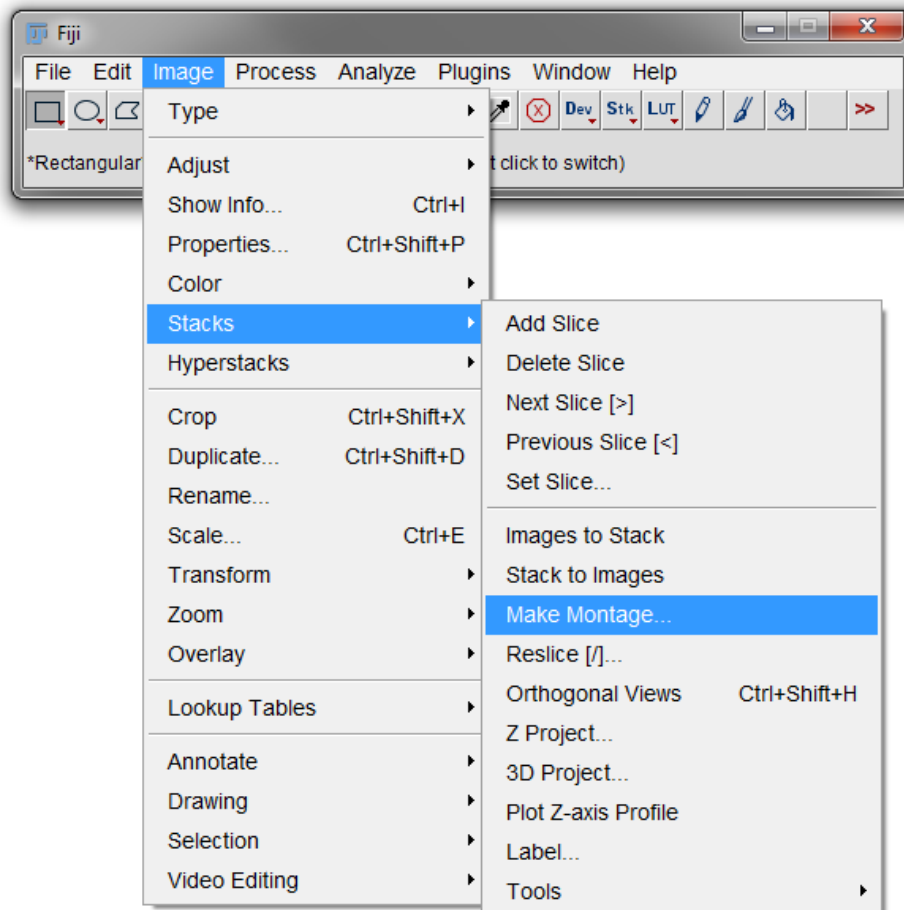 Fiji
File Edit Image Process Analyze Plugins Window Help
Dev Stk LUT >>
*Rectangular t click to switch)
Type
Adjust
Show Info... Ctrl+I
Properties... Ctrl+Shift+P
Color
Stacks
Hyperstacks
Crop Ctrl+Shift+X
Duplicate... Ctrl+Shift+D
Rename...
Scale... Ctrl+E
Transform
Zoom
Overlay
Lookup Tables
Annotate
Drawing
Selection
Video Editing
Add Slice
Delete Slice
Next Slice [>]
Previous Slice [<]
Set Slice...
Images to Stack
Stack to Images
Make Montage...
Reslice [/]...
Orthogonal Views Ctrl+Shift+H
Z Project...
3D Project...
Plot Z-axis Profile
Label...
Tools